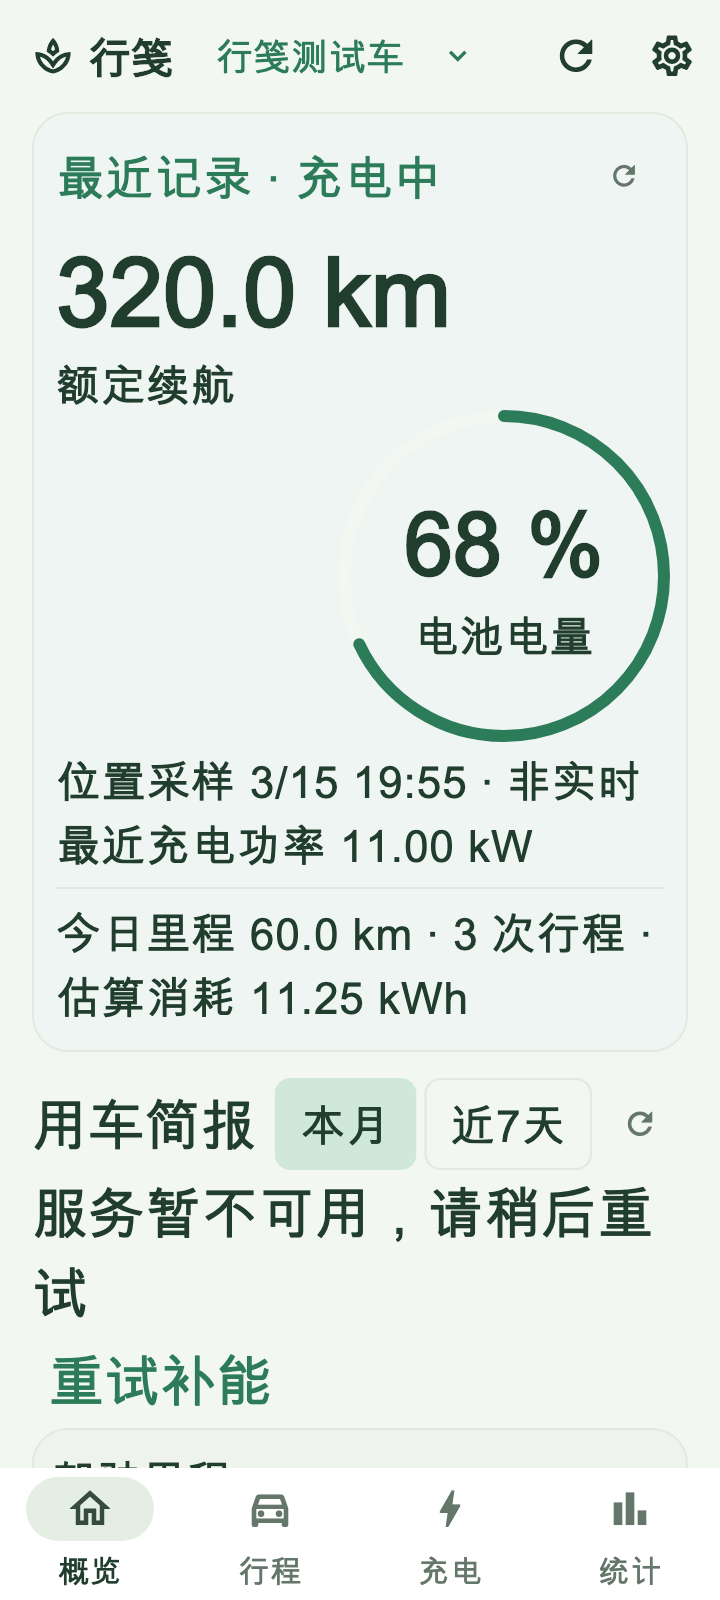 行笺 行笺测试车
最近记录 · 充电中
320.0 km
额定续航
68 %
电池电量
位置采样 3/15 19:55 · 非实时
最近充电功率 11.00 kW
今日里程 60.0 km · 3 次行程 ·
估算消耗 11.25 kWh
用车简报 本月 近7天
服务暂不可用，请稍后重
试
重试补能
概览 行程 充电 统计